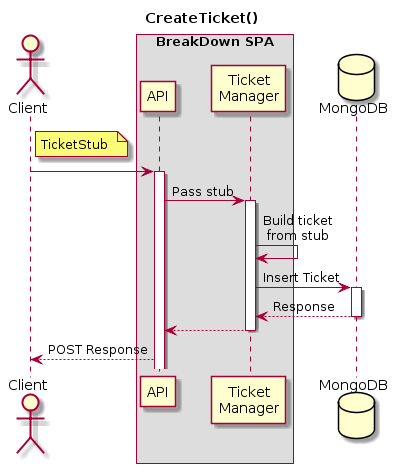 CreateTicket()
BreakDown SPA
Client
API
Ticket
Manager
MongoDB
TicketStub
Pass stub
Build ticket
from stub
Insert Ticket
Response
POST Response
Client
API
Ticket
Manager
MongoDB